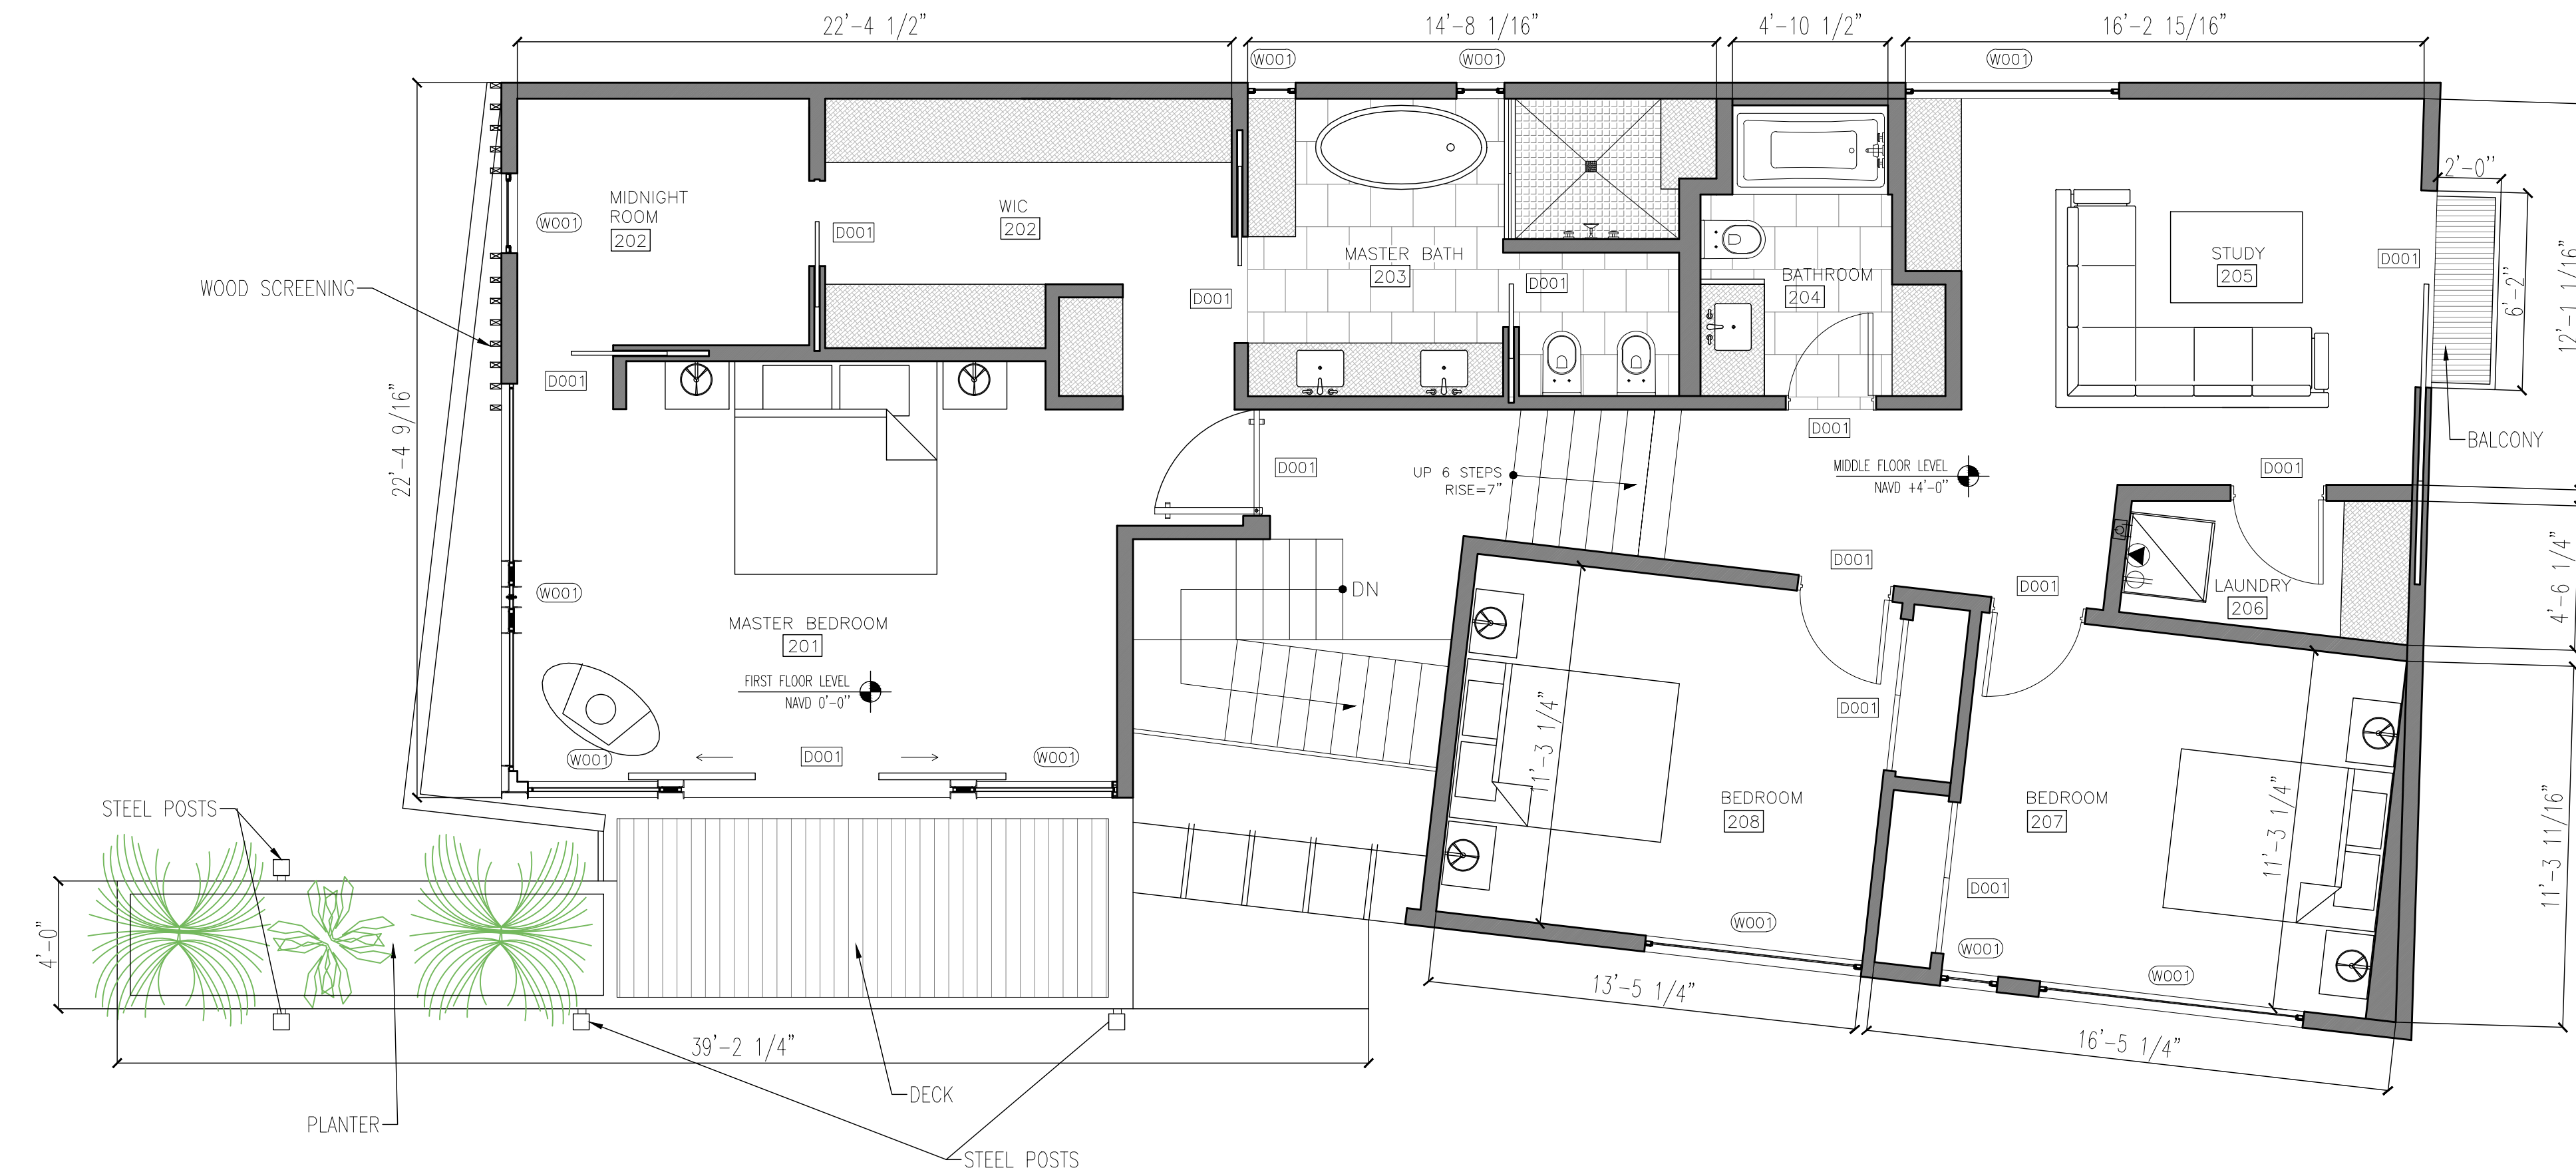 22'-4 1/2"
14'-8 1/16"
4'-10 1/2"
16'-2 15/16"
W001
W001
W001
2'-0"
MIDNIGHT
ROOM
202
W001
WIC
202
D001
MASTER BATH
203
D001
BATHROOM
204
STUDY
205
D001
6'-2"
12'-1 1/16"
WOOD SCREENING
D001
D001
22'-4 9/16"
D001
BALCONY
D001
UP 6 STEPS
RISE=7"
MIDDLE FLOOR LEVEL
NAVD +4'-0"
D001
D001
D001
LAUNDRY
206
4'-6 1/4"
W001
DN
MASTER BEDROOM
201
FIRST FLOOR LEVEL
NAVD 0'-0"
D001
11'-3 1/4"
11'-3 1/4"
11'-3 11/16"
W001
D001
W001
BEDROOM
208
BEDROOM
207
D001
W001
W001
W001
STEEL POSTS
4'-0"
13'-5 1/4"
16'-5 1/4"
39'-2 1/4"
DECK
PLANTER
STEEL POSTS